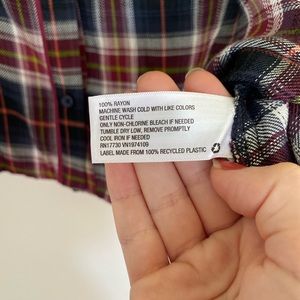 100% RAYON
MACHINE WASH COLD WITH LIKE COLORS
GENTLE CYCLE
ONLY NON-CHLORINE BLEACH IF NEEDED
TUMBLE DRY LOW, REMOVE PROMPTLY
COOL IRON IF NEEDED
RN17730 VN1974109
LABEL MADE FROM 100% RECYCLED PLASTIC